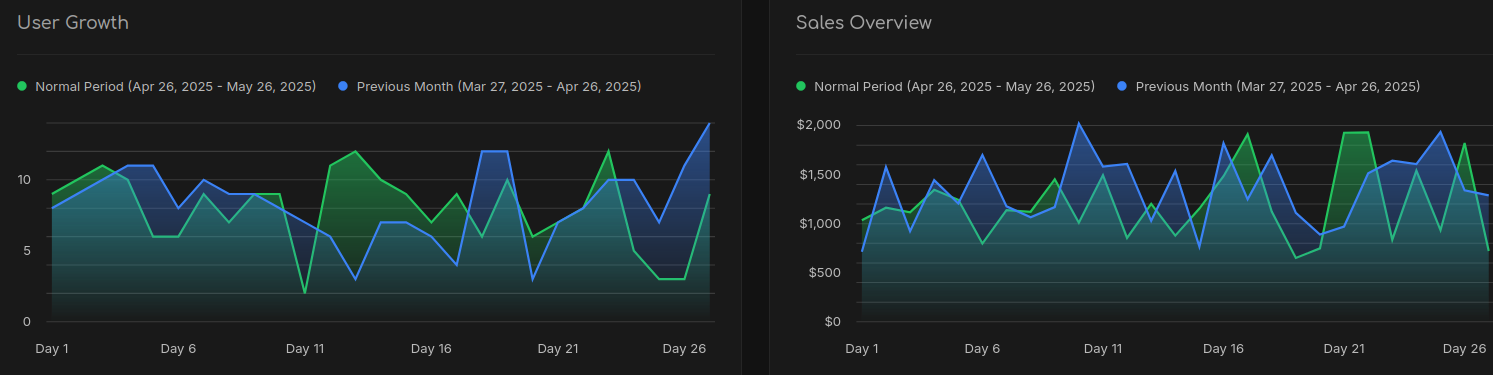 User Growth
Normal Period (Apr 26, 2025 - May 26, 2025)
Previous Month (Mar 27, 2025 - Apr 26, 2025)
10
5
0
Day 1
Day 6
Day 11
Day 16
Day 21
Day 26
Sales Overview
Normal Period (Apr 26, 2025 - May 26, 2025)
Previous Month (Mar 27, 2025 - Apr 26, 2025)
$2,000
$1,500
$1,000
$500
$0
Day 1
Day 6
Day 11
Day 16
Day 21
Day 26